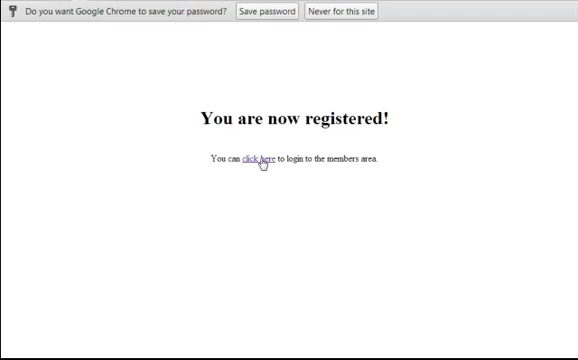 Do you want Google Chrome to save your password? Save password Never for this site
You are now registered!
You can click here to login to the members area.